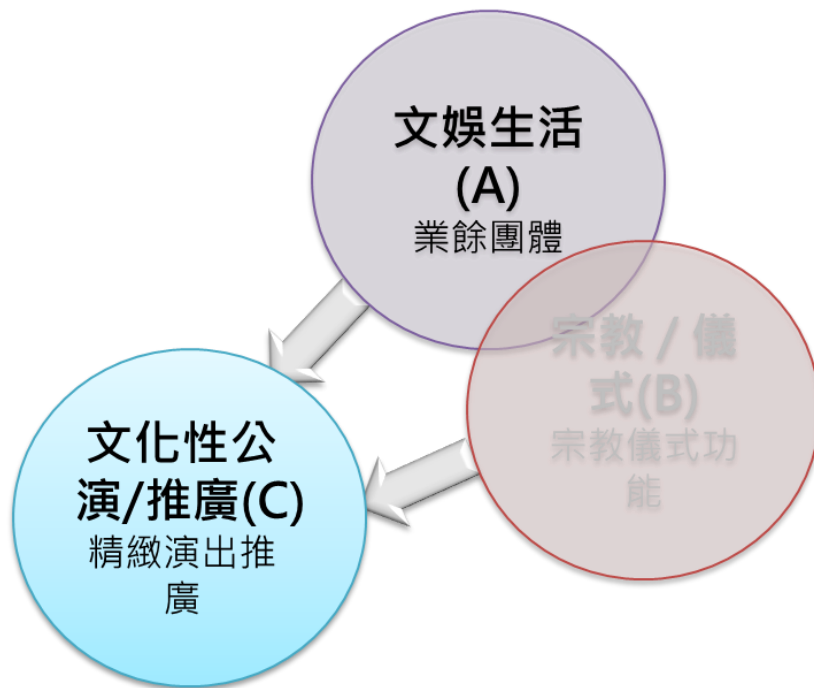 文娛生活
(A)
業餘團體
宗教 / 儀
式(B)
宗教儀式功
能
文化性公
演/推廣(C)
精緻演出推
廣